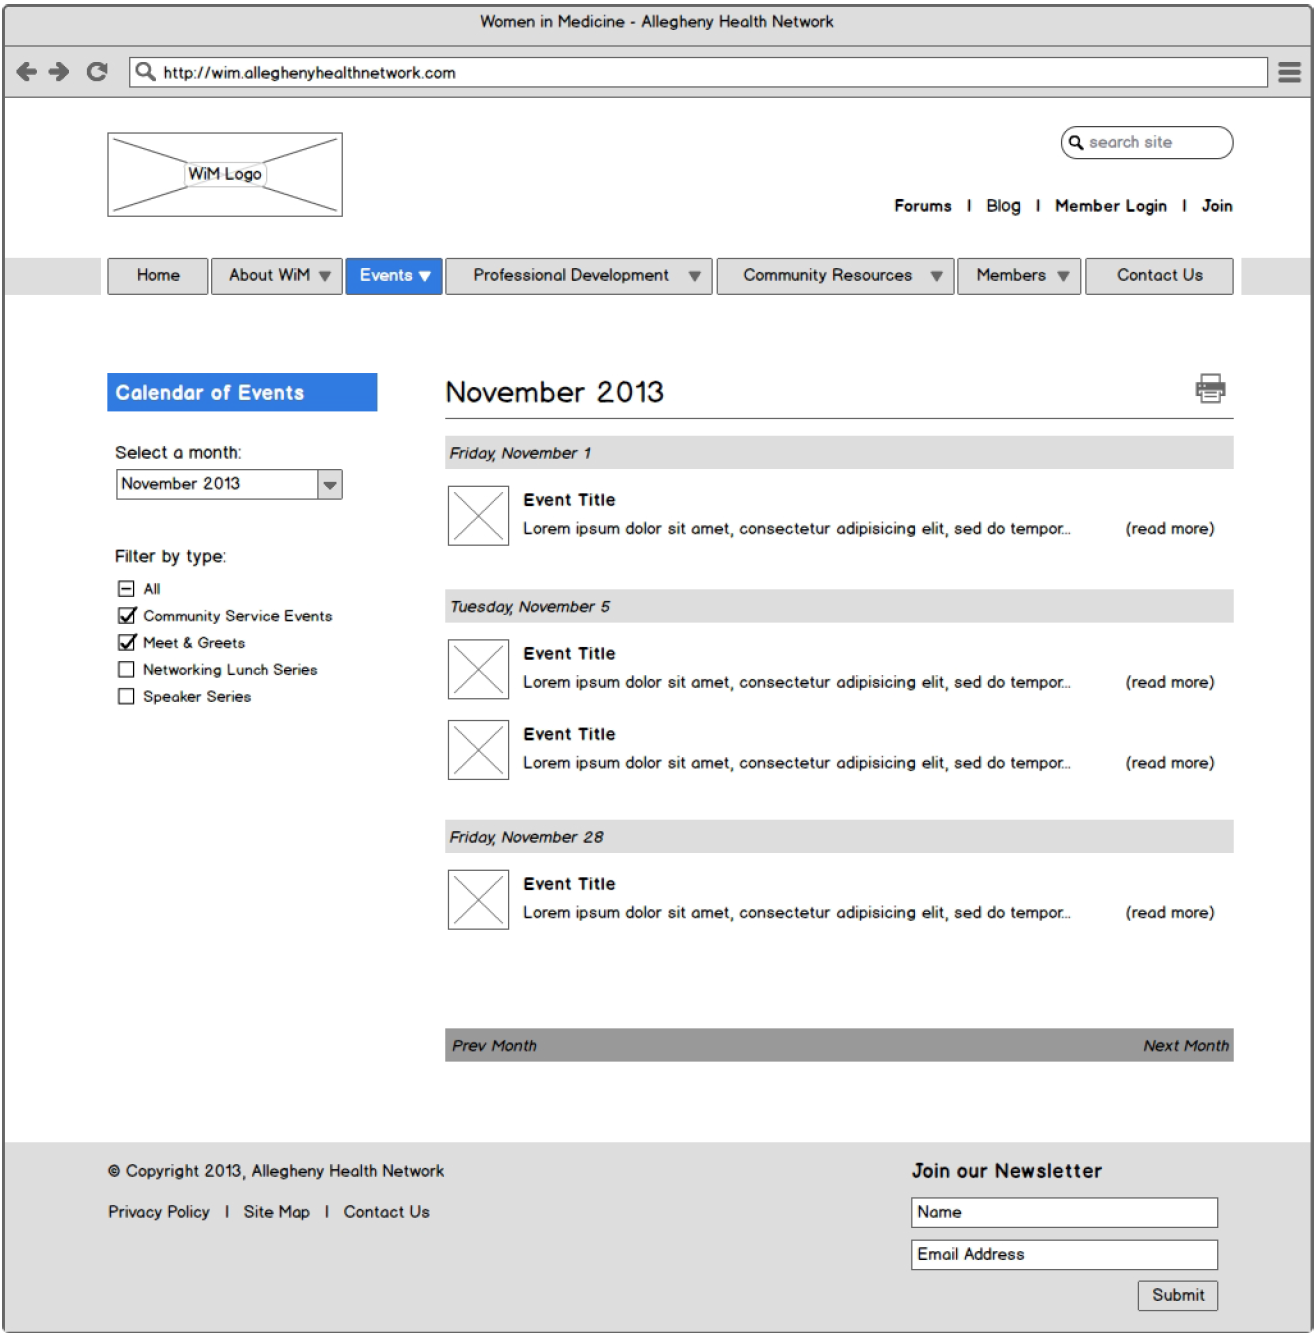 Women in Medicine - Allegheny Health Network
http://wim.alleghenyhealthnetwork.com
WiM Logo
search site
Forums | Blog | Member Login | Join
Home About WiM Events Professional Development Community Resources Members Contact Us
Calendar of Events
Select a month:
November 2013
Filter by type:
All
Community Service Events
Meet & Greets
Networking Lunch Series
Speaker Series
November 2013
Friday, November 1
Event Title
Lorem ipsum dolor sit amet, consectetur adipisicing elit, sed do tempor... (read more)
Tuesday, November 5
Event Title
Lorem ipsum dolor sit amet, consectetur adipisicing elit, sed do tempor... (read more)
Event Title
Lorem ipsum dolor sit amet, consectetur adipisicing elit, sed do tempor... (read more)
Friday, November 28
Event Title
Lorem ipsum dolor sit amet, consectetur adipisicing elit, sed do tempor... (read more)
Prev Month Next Month
© Copyright 2013, Allegheny Health Network
Privacy Policy | Site Map | Contact Us
Join our Newsletter
Name
Email Address
Submit